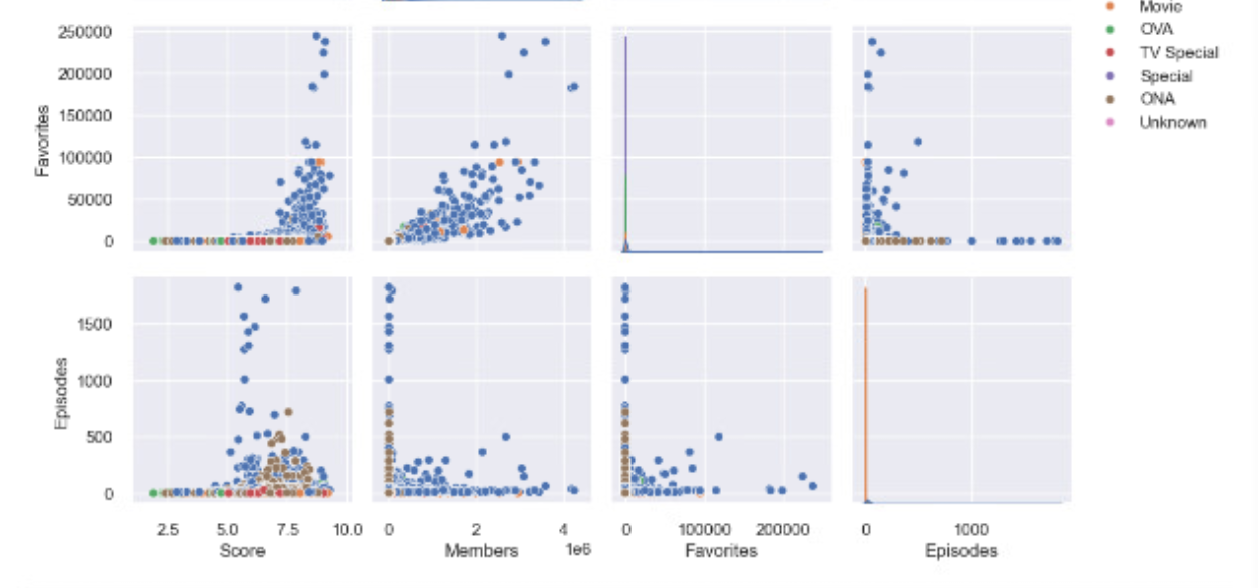 Movie
OVA
TV Special
Special
ONA
Unknown
250000
200000
150000
100000
50000
0
Favorites
1500
1000
500
0
Episodes
2.5 5.0 7.5 10.0
Score
0 2 4
1e6
Members
0 100000 200000
Favorites
0 1000
Episodes